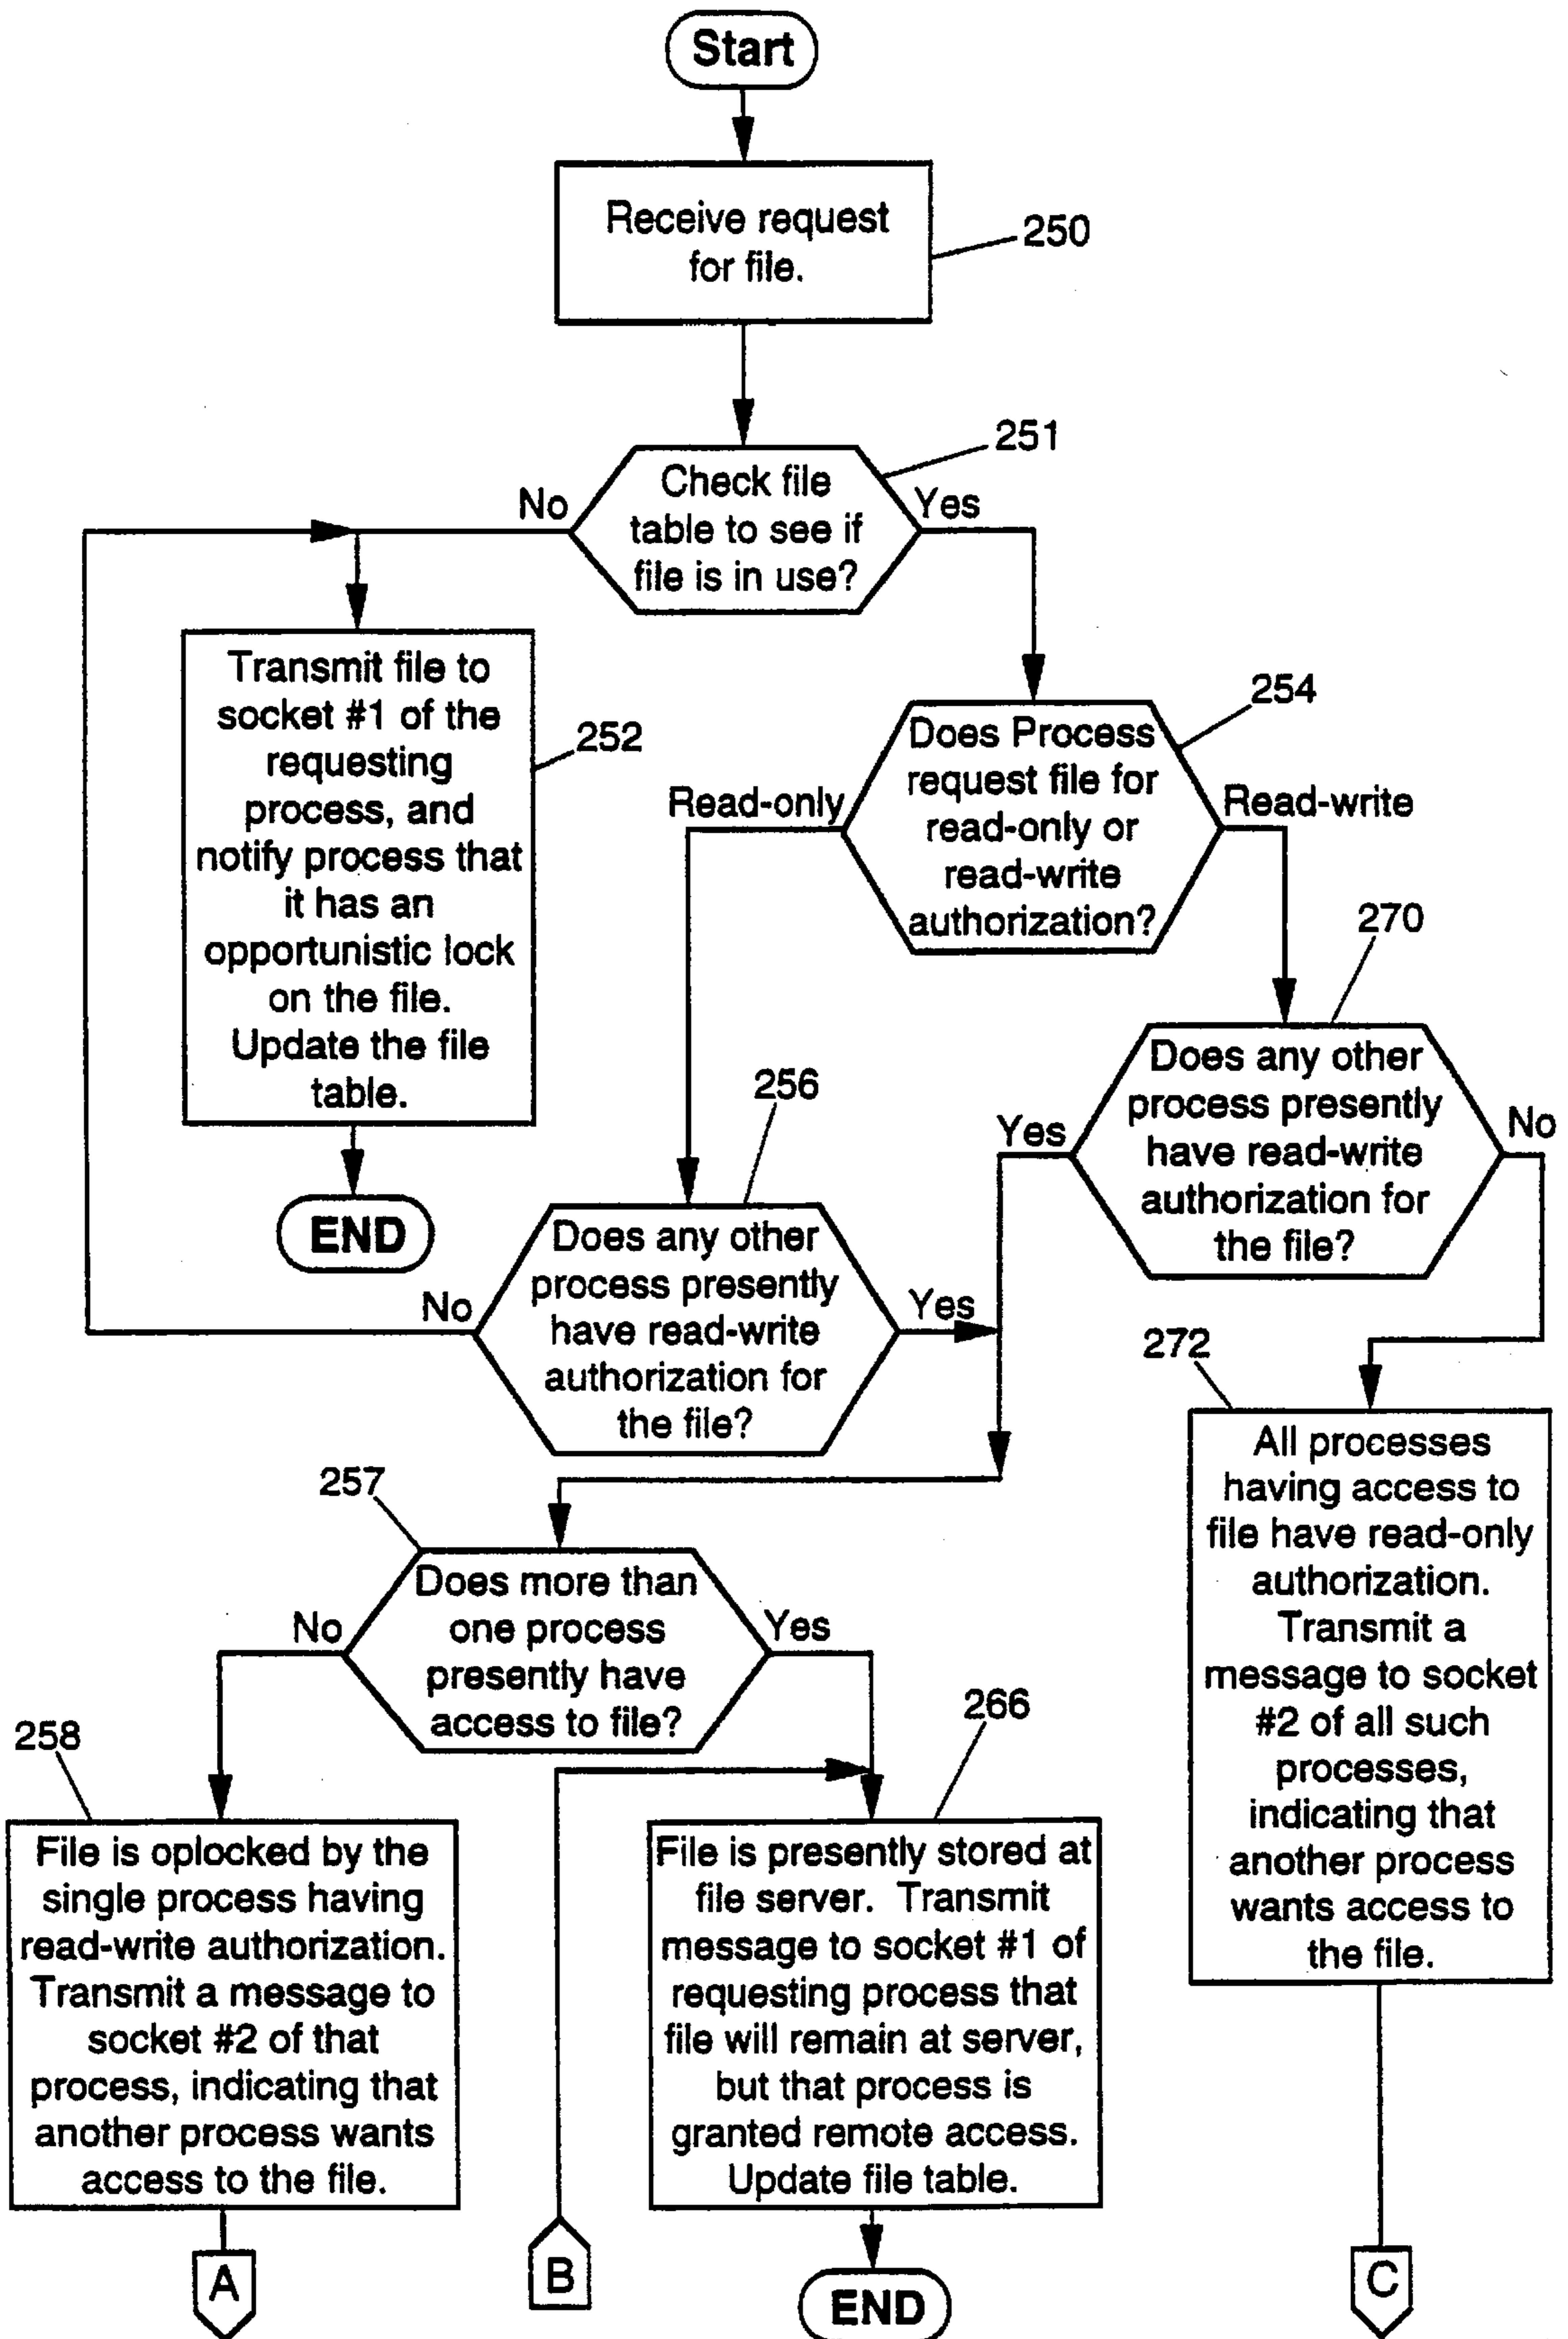 Start
Receive request
for file.
250
251
Check file
table to see if
file is in use?
No
Yes
Transmit file to
socket #1 of the
requesting
process, and
notify process that
it has an
opportunistic lock
on the file.
Update the file
table.
252
END
254
Does Process
request file for
read-only or
read-write
authorization?
Read-only
Read-write
270
Does any other
process presently
have read-write
authorization for
the file?
Yes
No
256
Does any other
process presently
have read-write
authorization for
the file?
No
Yes
272
All processes
having access to
file have read-only
authorization.
Transmit a
message to socket
#2 of all such
processes,
indicating that
another process
wants access to
the file.
257
Does more than
one process
presently have
access to file?
No
Yes
258
File is oplocked by the
single process having
read-write authorization.
Transmit a message to
socket #2 of that
process, indicating that
another process wants
access to the file.
266
File is presently stored at
file server. Transmit
message to socket #1 of
requesting process that
file will remain at server,
but that process is
granted remote access.
Update file table.
A
B
END
C